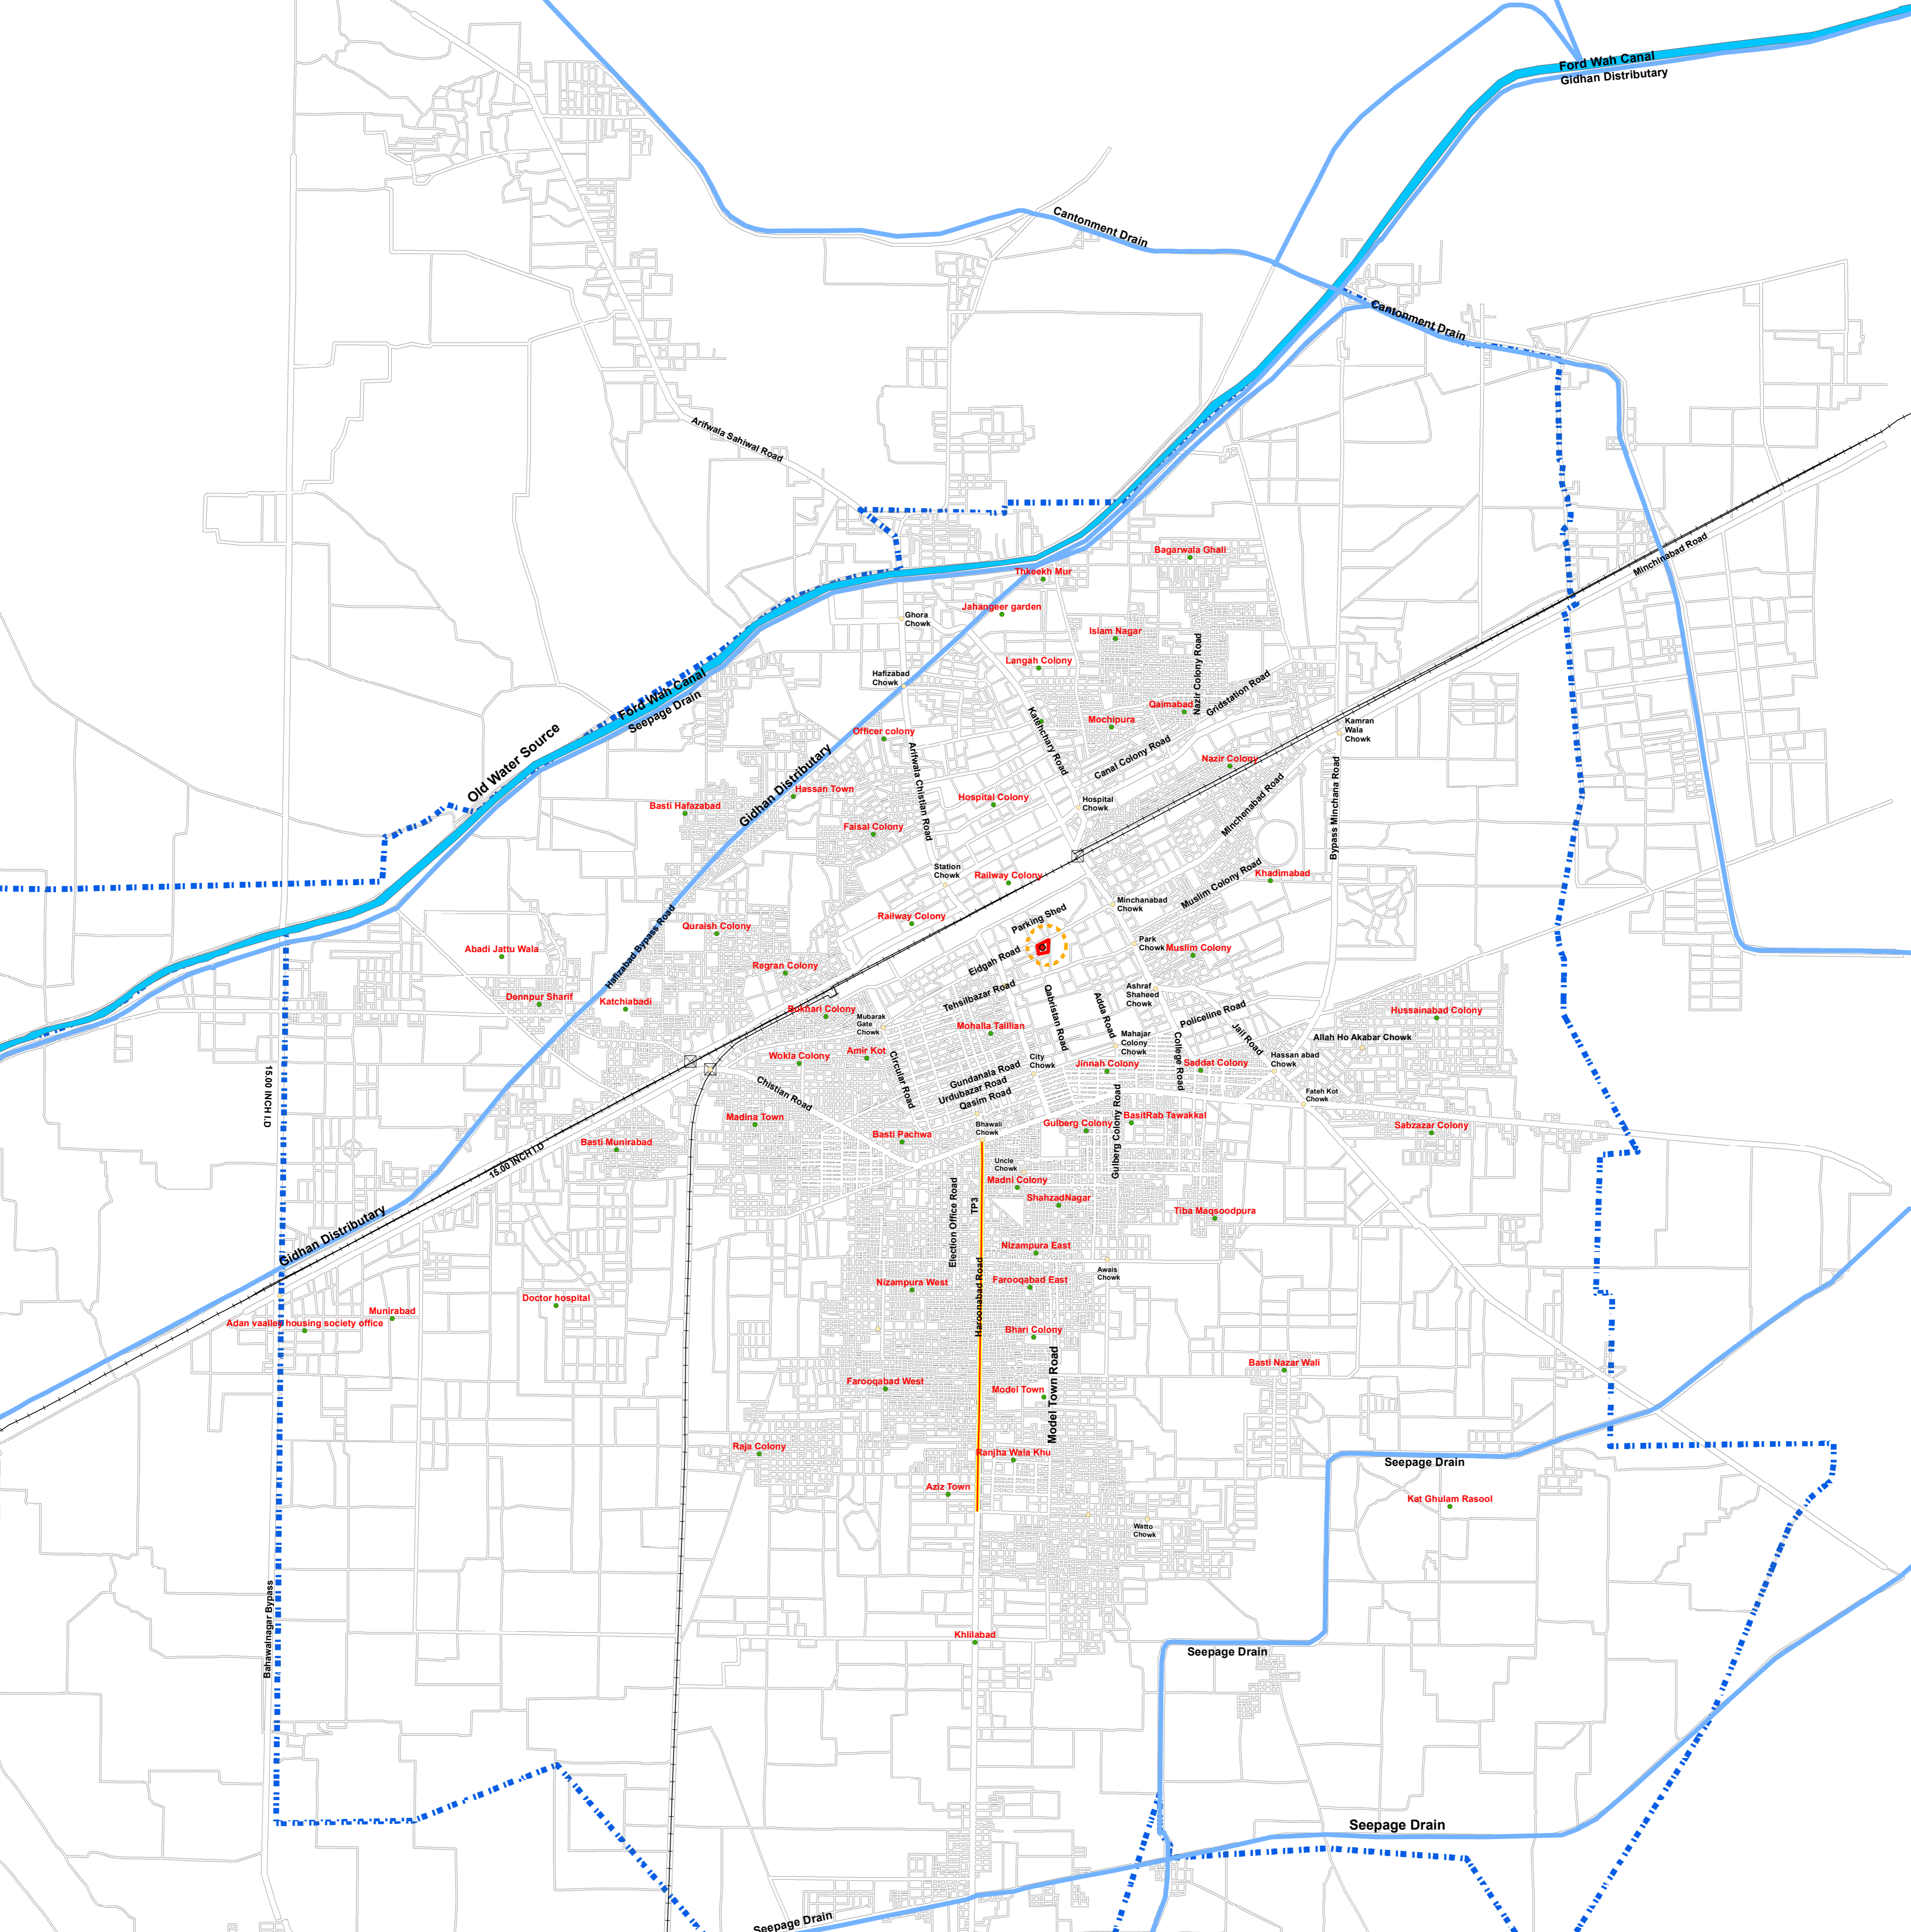 Ford Wah Canal
Gidhan Distributary
Cantonment Drain
Cantonment Drain
Arifwala Sahiwal Road
Minchinabad Road
Bagarwala Ghali
Thkeekh Mur
Jahangeer garden
Ghora
Chowk
Islam Nagar
Nazir Colony Road
Langah Colony
Hafizabad
Chowk
Ford Wah Canal
Seepage Drain
Gridstation Road
Qaimabad
Mochipura
Katehchary Road
Kamran
Wala
Chowk
Officer colony
Old Water Source
Arifwala Chistian Road
Canal Colony Road
Nazir Colony
Gidhan Distributary
Hassan Town
Basti Hafazabad
Hospital Colony
Hospital
Chowk
Minchenabad Road
Bypass Minchana Road
Faisal Colony
Station
Chowk
Railway Colony
Khadimabad
Muslim Colony Road
Minchanabad
Chowk
Railway Colony
Parking Shed
Quraish Colony
Hafizabad Bypass Road
Abadi Jattu Wala
Park
Chowk
Muslim Colony
Eidgah Road
Regran Colony
Tehsilbazar Road
Ashraf
Shaheed
Chowk
Dennpur Sharif
Katchiabadi
Bukhari Colony
Mubarak
Gate
Chowk
Qabristan Road
Adda Road
Policeline Road
Hussainabad Colony
Mohalla Taillian
Mahajar
Colony
Chowk
College Road
Jail Road
Allah Ho Akabar Chowk
Wokla Colony
Amir Kot
City
Chowk
Jinnah Colony
Saddat Colony
Hassan abad
Chowk
15.00 INCH I.D
Circular Road
Gundanala Road
Urdubazar Road
Qasim Road
Chistian Road
Fateh Kot
Chowk
Madina Town
Bhawali
Chowk
Gulberg Colony
Gulberg Colony Road
BasitRab Tawakkal
Sabzazar Colony
Basti Munirabad
Basti Pachwa
15.00 INCH I.D
Uncle
Chowk
Madni Colony
Election Office Road
TP3
ShahzadNagar
Tiba Maqsoodpura
Gidhan Distributary
Nizampura East
Haroonabad Road
Awais
Chowk
Nizampura West
Farooqabad East
Doctor hospital
Munirabad
Adan vaalley housing society office
Bhari Colony
Basti Nazar Wali
Farooqabad West
Model Town
Model Town Road
Raja Colony
Ranjha Wala Khu
Seepage Drain
Aziz Town
Kat Ghulam Rasool
Watto
Chowk
Bahawalnagar Bypass
Khlilabad
Seepage Drain
Seepage Drain
Seepage Drain